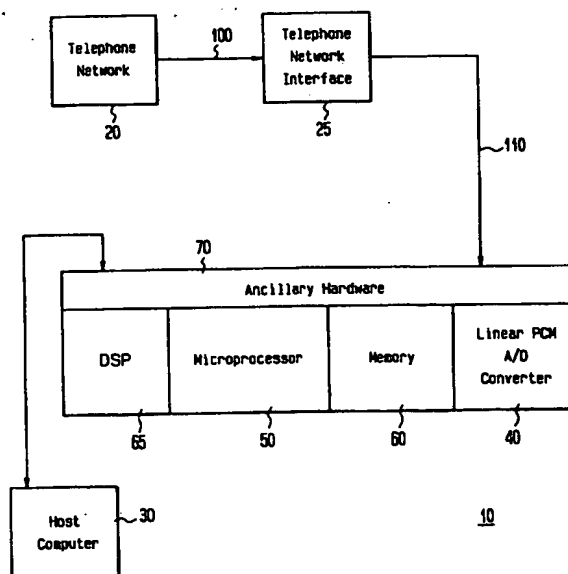 Telephone
Network
20
100
Telephone
Network
Interface
25
110
70
Ancillary Hardware
DSP
Microprocessor
Memory
Linear PCM
A/D
Converter
65
50
60
40
Host
Computer
30
10